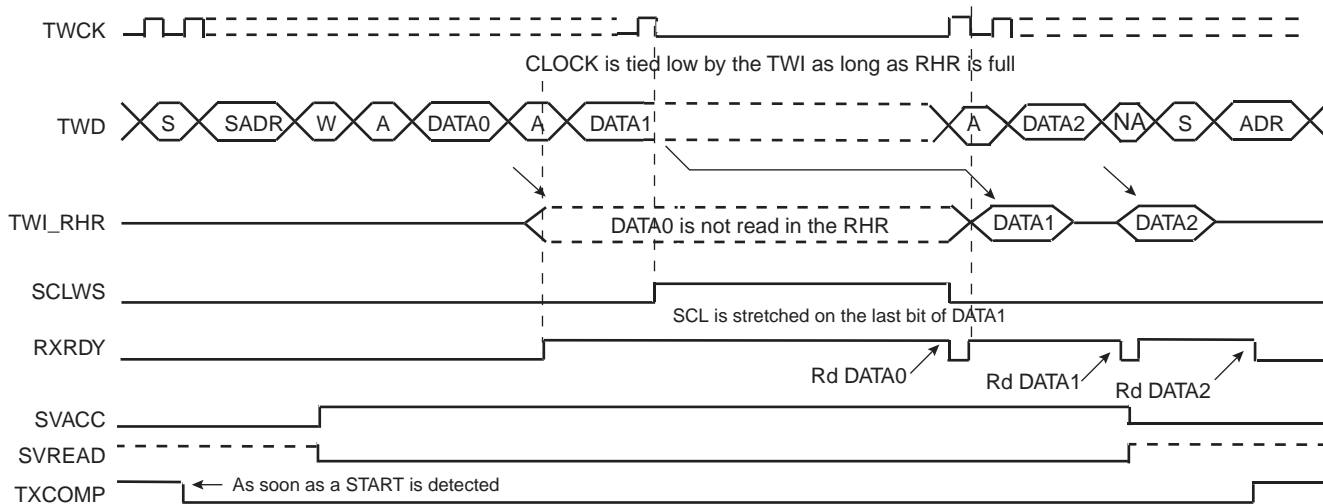 TWCK
CLOCK is tied low by the TWI as long as RHR is full
TWD S SADR W A DATA0 A DATA1 A DATA2 NA S ADR
TWI_RHR DATA0 is not read in the RHR DATA1 DATA2
SCLWS
SCL is stretched on the last bit of DATA1
RXRDY
Rd DATA0 Rd DATA1 Rd DATA2
SVACC
SVREAD
TXCOMP As soon as a START is detected